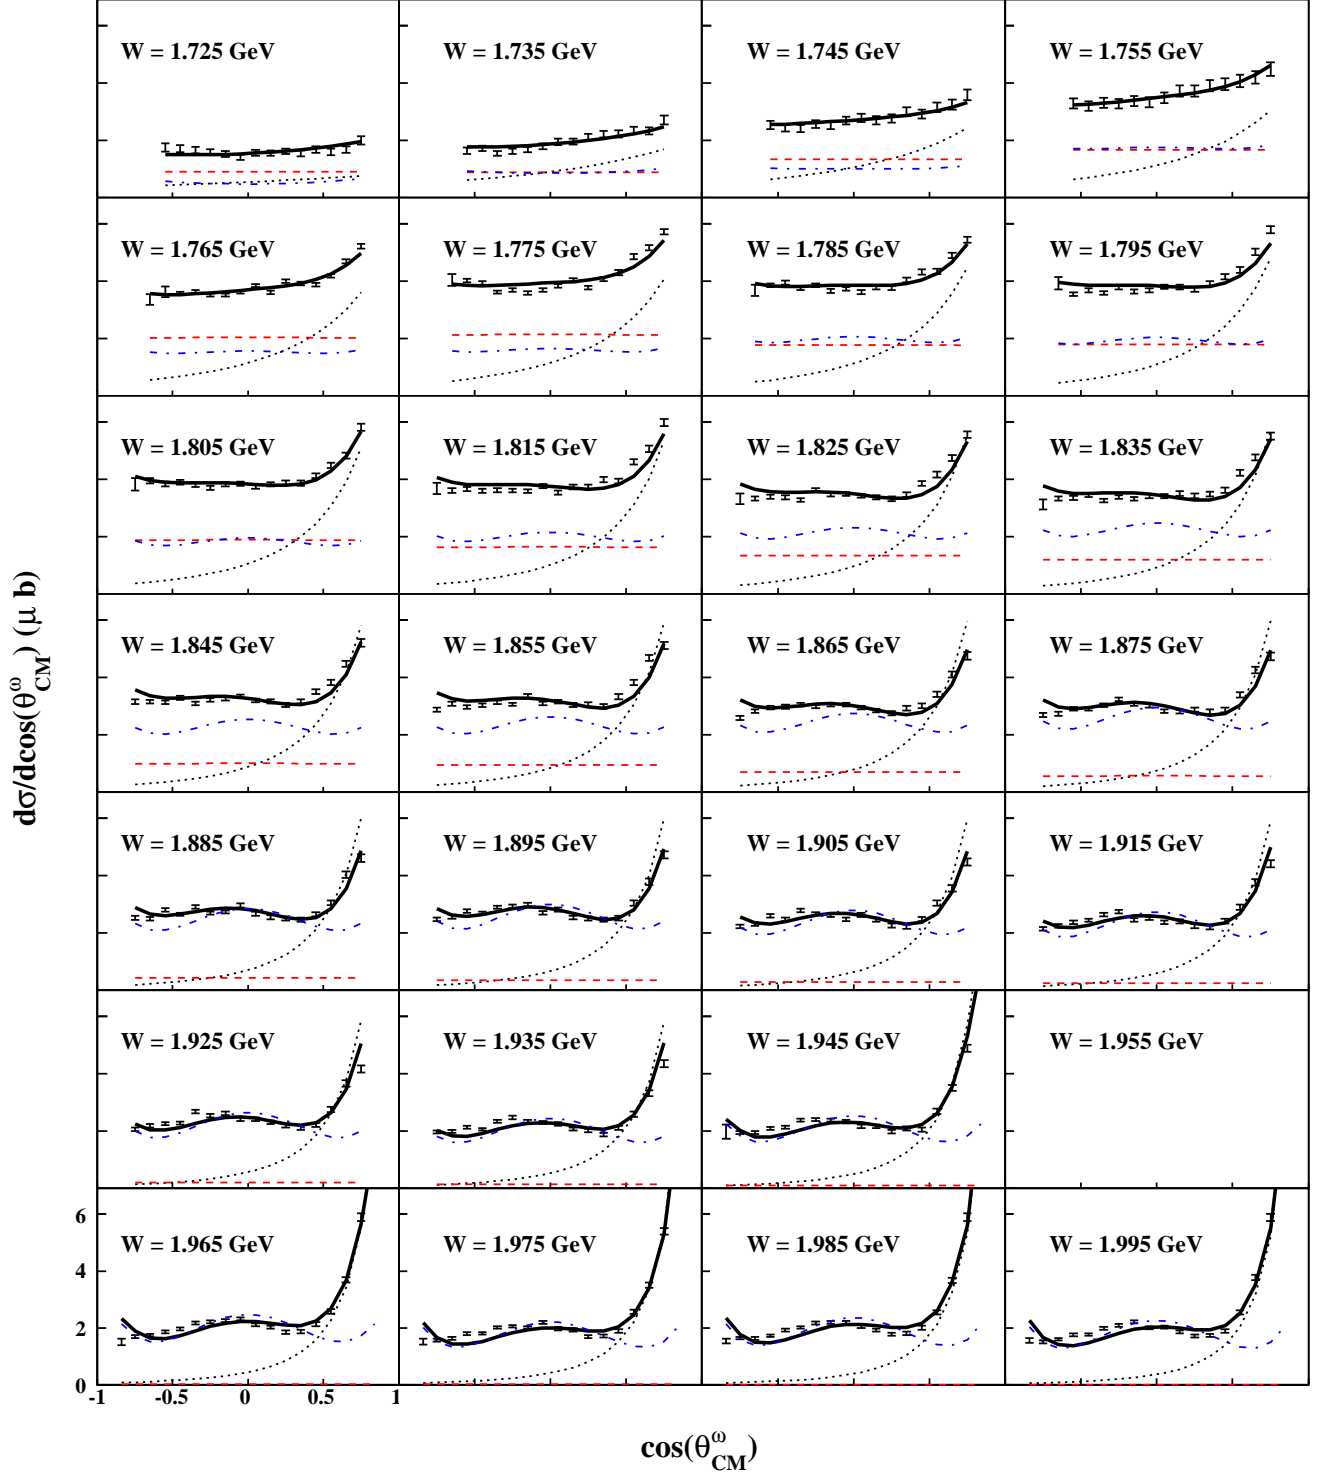 W = 1.725 GeV
W = 1.735 GeV
W = 1.745 GeV
W = 1.755 GeV
W = 1.765 GeV
W = 1.775 GeV
W = 1.785 GeV
W = 1.795 GeV
W = 1.805 GeV
W = 1.815 GeV
W = 1.825 GeV
W = 1.835 GeV
W = 1.845 GeV
W = 1.855 GeV
W = 1.865 GeV
W = 1.875 GeV
W = 1.885 GeV
W = 1.895 GeV
W = 1.905 GeV
W = 1.915 GeV
W = 1.925 GeV
W = 1.935 GeV
W = 1.945 GeV
W = 1.955 GeV
W = 1.965 GeV
W = 1.975 GeV
W = 1.985 GeV
W = 1.995 GeV
dσ/dcos(θ^ω_CM) (μ b)
6
4
2
0
-1 -0.5 0 0.5 1
cos(θ^ω_CM)